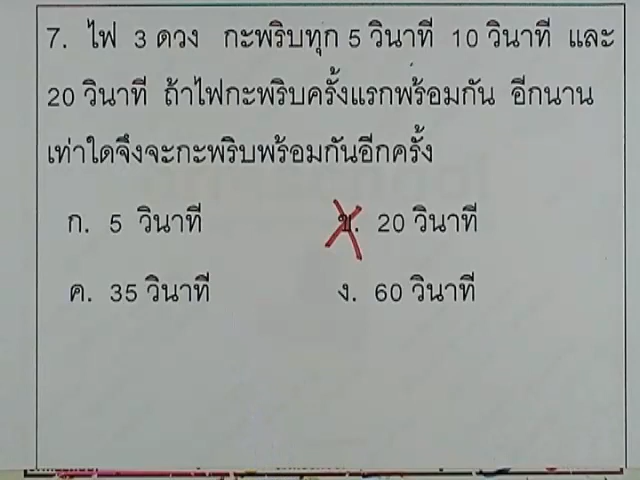 7. ไฟ 3 ดวง กะพริบทุก 5 วินาที 10 วินาที และ
20 วินาที ถ้าไฟกะพริบครั้งแรกพร้อมกัน อีกนาน
เท่าใดจึงจะกะพริบพร้อมกันอีกครั้ง
ก. 5 วินาที ข. 20 วินาที
ค. 35 วินาที ง. 60 วินาที